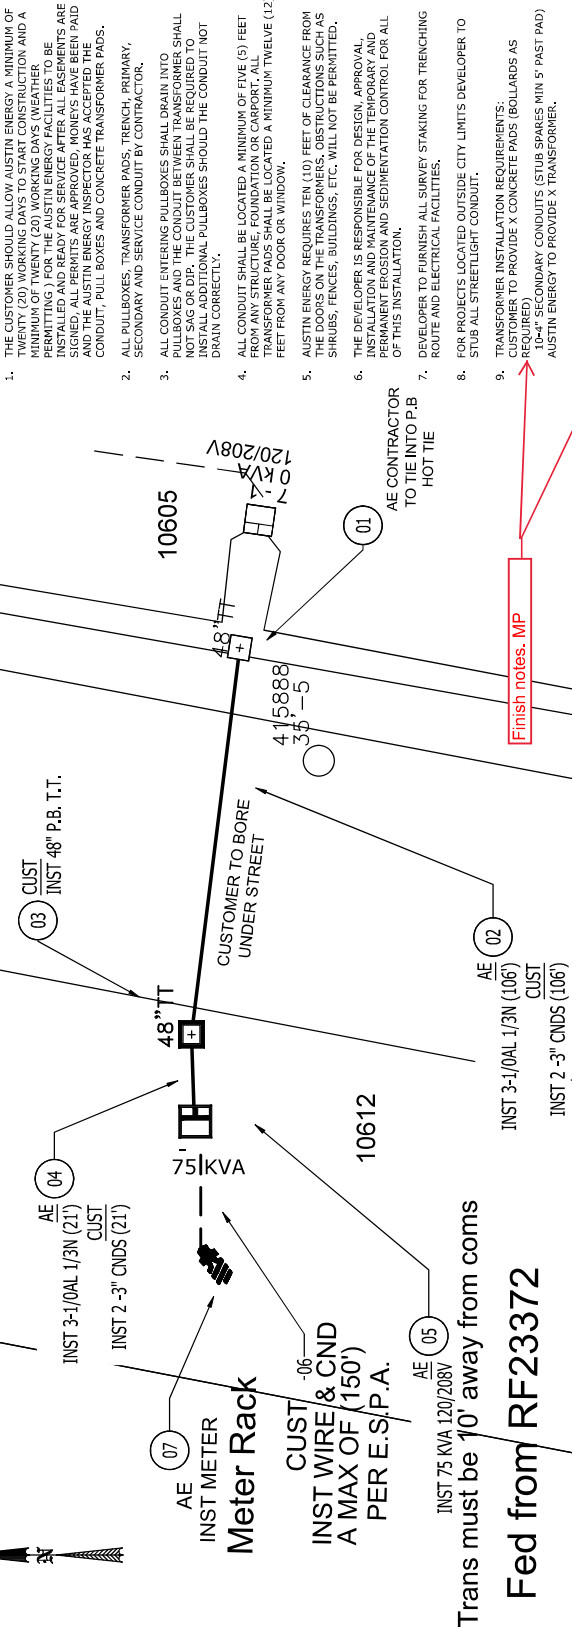 1. THE CUSTOMER SHOULD ALLOW AUSTIN ENERGY A MINIMUM OF
TWENTY (20) WORKING DAYS TO START CONSTRUCTION AND A
MINIMUM OF TWENTY (20) WORKING DAYS (WEATHER
PERMITTING ) FOR THE AUSTIN ENERGY FACILITIES TO BE
INSTALLED AND READY FOR SERVICE AFTER ALL EASEMENTS ARE
SIGNED, ALL PERMITS ARE APPROVED, MONEYS HAVE BEEN PAID
AND THE AUSTIN ENERGY INSPECTOR HAS ACCEPTED THE
CONDUIT, PULL BOXES AND CONCRETE TRANSFORMER PADS.
2. ALL PULLBOXES, TRANSFORMER PADS, TRENCH, PRIMARY,
SECONDARY AND SERVICE CONDUIT BY CONTRACTOR.
3. ALL CONDUIT ENTERING PULLBOXES SHALL DRAIN INTO
PULLBOXES AND THE CONDUIT BETWEEN TRANSFORMER SHALL
NOT SAG OR DIP. THE CUSTOMER SHALL BE REQUIRED TO
INSTALL ADDITIONAL PULLBOXES SHOULD THE CONDUIT NOT
DRAIN CORRECTLY.
4. ALL CONDUIT SHALL BE LOCATED A MINIMUM OF FIVE (5) FEET
FROM ANY STRUCTURE, FOUNDATION OR CARPORT. ALL
TRANSFORMER PADS SHALL BE LOCATED A MINIMUM TWELVE (12)
FEET FROM ANY DOOR OR WINDOW.
5. AUSTIN ENERGY REQUIRES TEN (10) FEET OF CLEARANCE FROM
THE DOORS ON THE TRANSFORMERS, OBSTRUCTIONS SUCH AS
SHRUBS, FENCES, BUILDINGS, ETC. WILL NOT BE PERMITTED.
6. THE DEVELOPER IS RESPONSIBLE FOR DESIGN, APPROVAL,
INSTALLATION AND MAINTENANCE OF THE TEMPORARY AND
PERMANENT EROSION AND SEDIMENTATION CONTROL FOR ALL
OF THIS INSTALLATION.
7. DEVELOPER TO FURNISH ALL SURVEY STAKING FOR TRENCHING
ROUTE AND ELECTRICAL FACILITIES.
8. FOR PROJECTS LOCATED OUTSIDE CITY LIMITS DEVELOPER TO
STUB ALL STREETLIGHT CONDUIT.
9. TRANSFORMER INSTALLATION REQUIREMENTS:
CUSTOMER TO PROVIDE X CONCRETE PADS (BOLLARDS AS
REQUIRED)
10-4" SECONDARY CONDUITS (STUB SPARES MIN 5' PAST PAD)
AUSTIN ENERGY TO PROVIDE X TRANSFORMER.
Finish notes. MP
10605
120/208V
0 KVA
7-1
01
AE CONTRACTOR
TO TIE INTO P.B
HOT TIE
48"TT
415888
35'-5
CUSTOMER TO BORE
UNDER STREET
03
CUST
INST 48" P.B. T.T.
02
AE
INST 3-1/0AL 1/3N (106')
CUST
INST 2 -3" CNDS (106')
48"TT
10612
75 KVA
04
AE
INST 3-1/0AL 1/3N (21')
CUST
INST 2 -3" CNDS (21')
05
AE
INST 75 KVA 120/208V
Trans must be 10' away from coms
Fed from RF23372
-06-
CUST
INST WIRE & CND
A MAX OF (150')
PER E.S.P.A.
07
AE
INST METER
Meter Rack
N